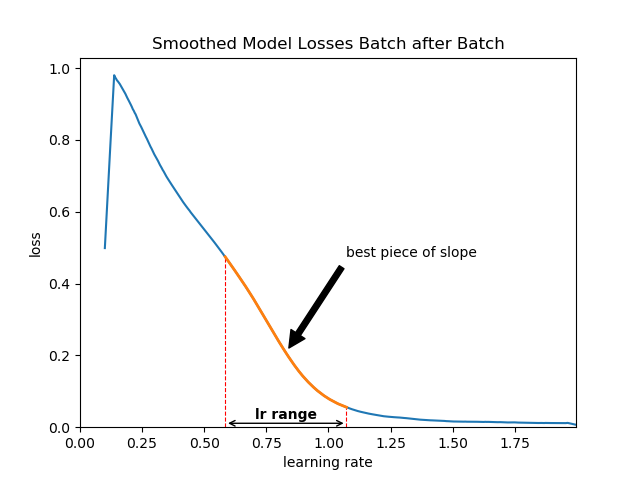 Smoothed Model Losses Batch after Batch
1.0
0.8
0.6
0.4
0.2
0.0
loss
best piece of slope
lr range
0.00 0.25 0.50 0.75 1.00 1.25 1.50 1.75
learning rate